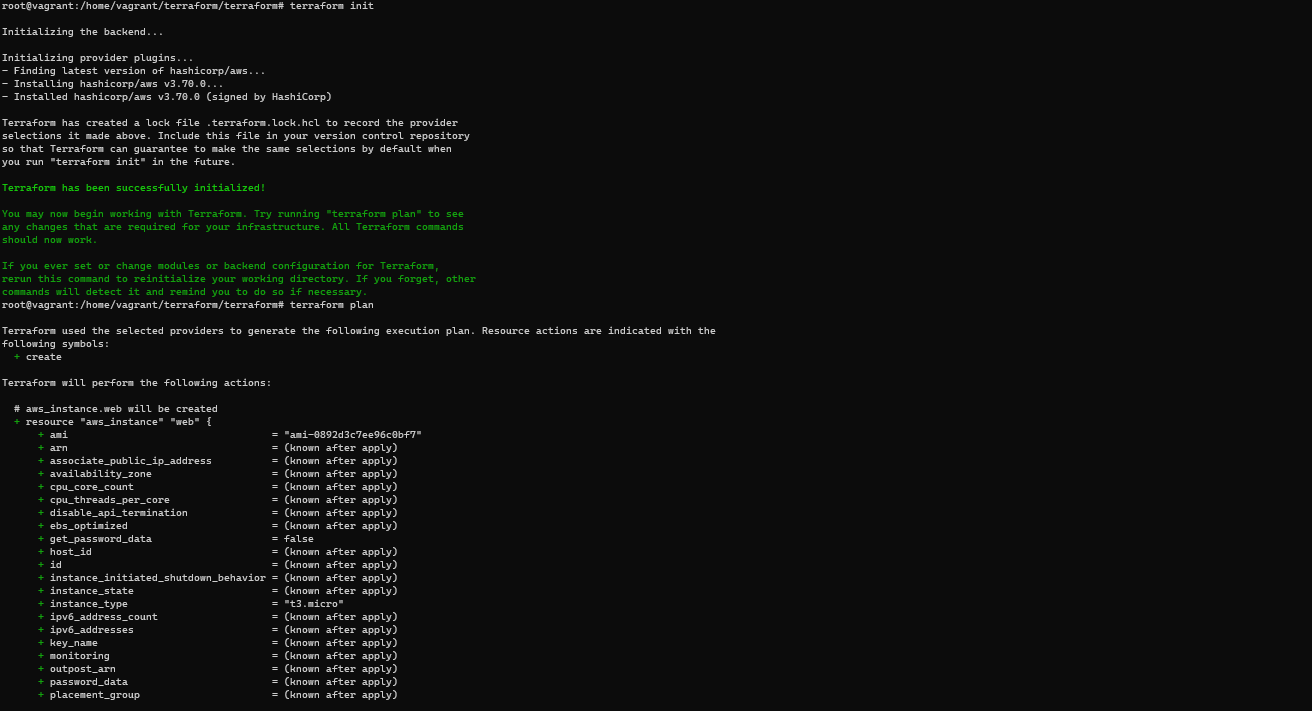 root@vagrant:/home/vagrant/terraform/terraform# terraform init
Initializing the backend...
Initializing provider plugins...
- Finding latest version of hashicorp/aws...
- Installing hashicorp/aws v3.70.0...
- Installed hashicorp/aws v3.70.0 (signed by HashiCorp)
Terraform has created a lock file .terraform.lock.hcl to record the provider
selections it made above. Include this file in your version control repository
so that Terraform can guarantee to make the same selections by default when
you run "terraform init" in the future.
Terraform has been successfully initialized!
You may now begin working with Terraform. Try running "terraform plan" to see
any changes that are required for your infrastructure. All Terraform commands
should now work.
If you ever set or change modules or backend configuration for Terraform,
rerun this command to reinitialize your working directory. If you forget, other
commands will detect it and remind you to do so if necessary.
root@vagrant:/home/vagrant/terraform/terraform# terraform plan
Terraform used the selected providers to generate the following execution plan. Resource actions are indicated with the
following symbols:
  + create
Terraform will perform the following actions:
  # aws_instance.web will be created
  + resource "aws_instance" "web" {
      + ami                                  = "ami-0892d3c7ee96c0bf7"
      + arn                                  = (known after apply)
      + associate_public_ip_address          = (known after apply)
      + availability_zone                    = (known after apply)
      + cpu_core_count                       = (known after apply)
      + cpu_threads_per_core                 = (known after apply)
      + disable_api_termination              = (known after apply)
      + ebs_optimized                        = (known after apply)
      + get_password_data                    = false
      + host_id                              = (known after apply)
      + id                                   = (known after apply)
      + instance_initiated_shutdown_behavior = (known after apply)
      + instance_state                       = (known after apply)
      + instance_type                        = "t3.micro"
      + ipv6_address_count                   = (known after apply)
      + ipv6_addresses                       = (known after apply)
      + key_name                             = (known after apply)
      + monitoring                           = (known after apply)
      + outpost_arn                          = (known after apply)
      + password_data                        = (known after apply)
      + placement_group                      = (known after apply)